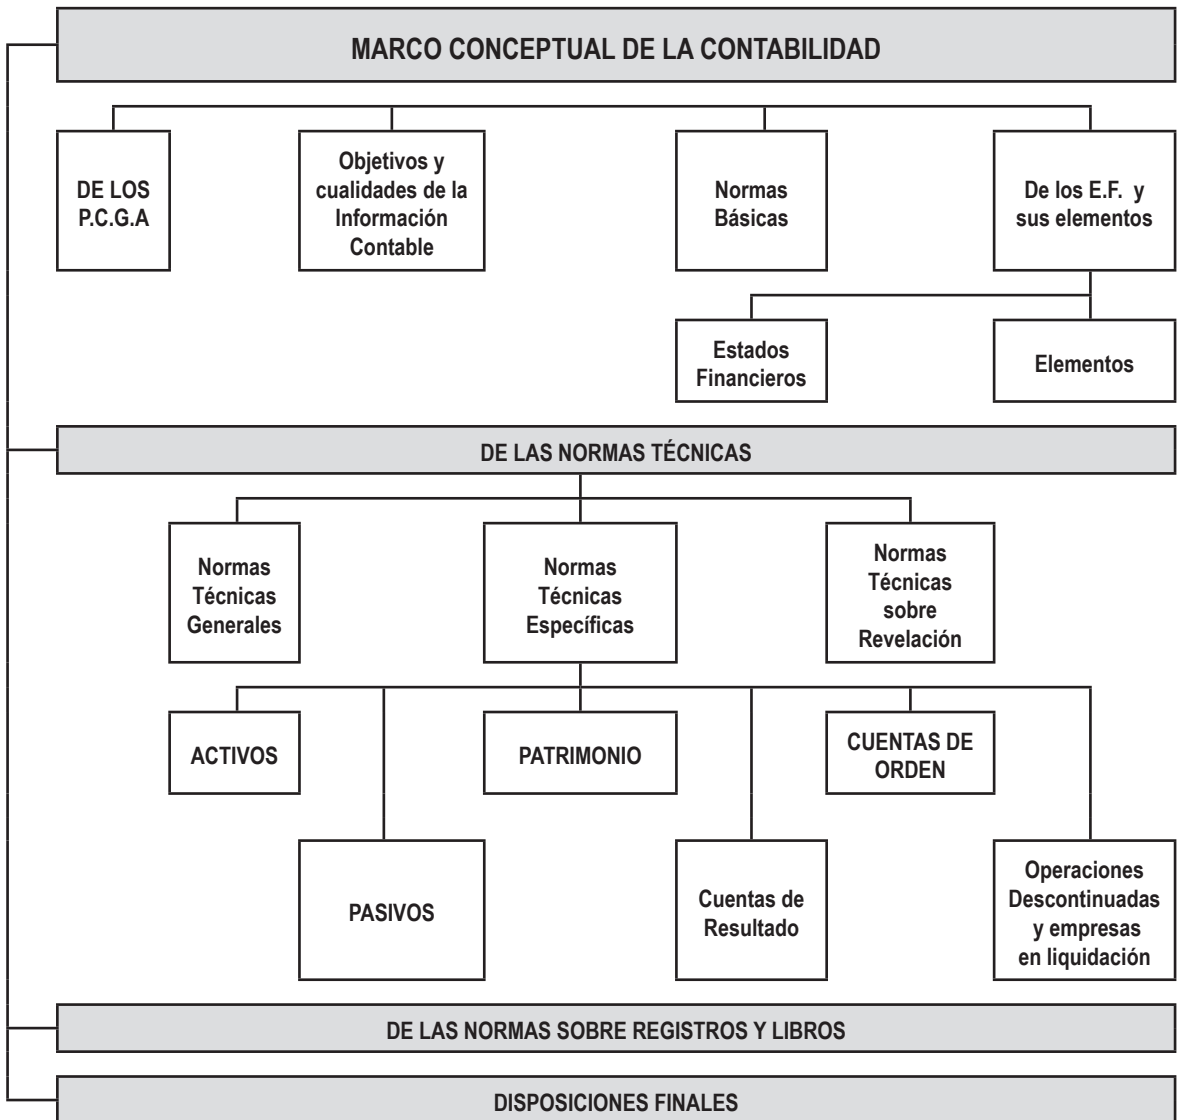 MARCO CONCEPTUAL DE LA CONTABILIDAD
DE LOS
P.C.G.A
Objetivos y
cualidades de la
Información
Contable
Normas
Básicas
De los E.F. y
sus elementos
Estados
Financieros
Elementos
DE LAS NORMAS TÉCNICAS
Normas
Técnicas
Generales
Normas
Técnicas
Específicas
Normas
Técnicas
sobre
Revelación
ACTIVOS
PATRIMONIO
CUENTAS DE
ORDEN
PASIVOS
Cuentas de
Resultado
Operaciones
Descontinuadas
y empresas
en liquidación
DE LAS NORMAS SOBRE REGISTROS Y LIBROS
DISPOSICIONES FINALES